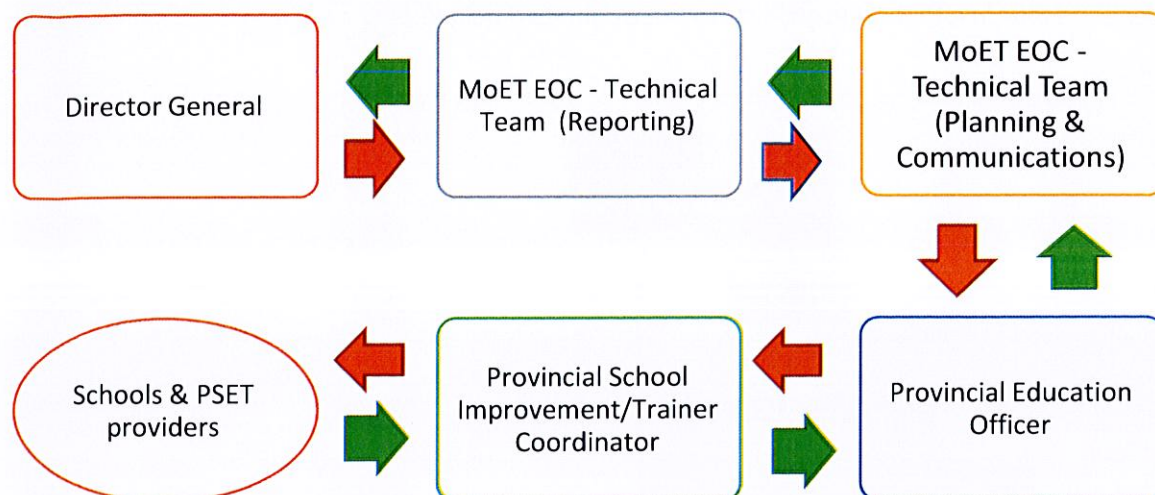 Director General
MoET EOC - Technical
Team (Reporting)
MoET EOC -
Technical Team
(Planning &
Communications)
Schools & PSET
providers
Provincial School
Improvement/Trainer
Coordinator
Provincial Education
Officer